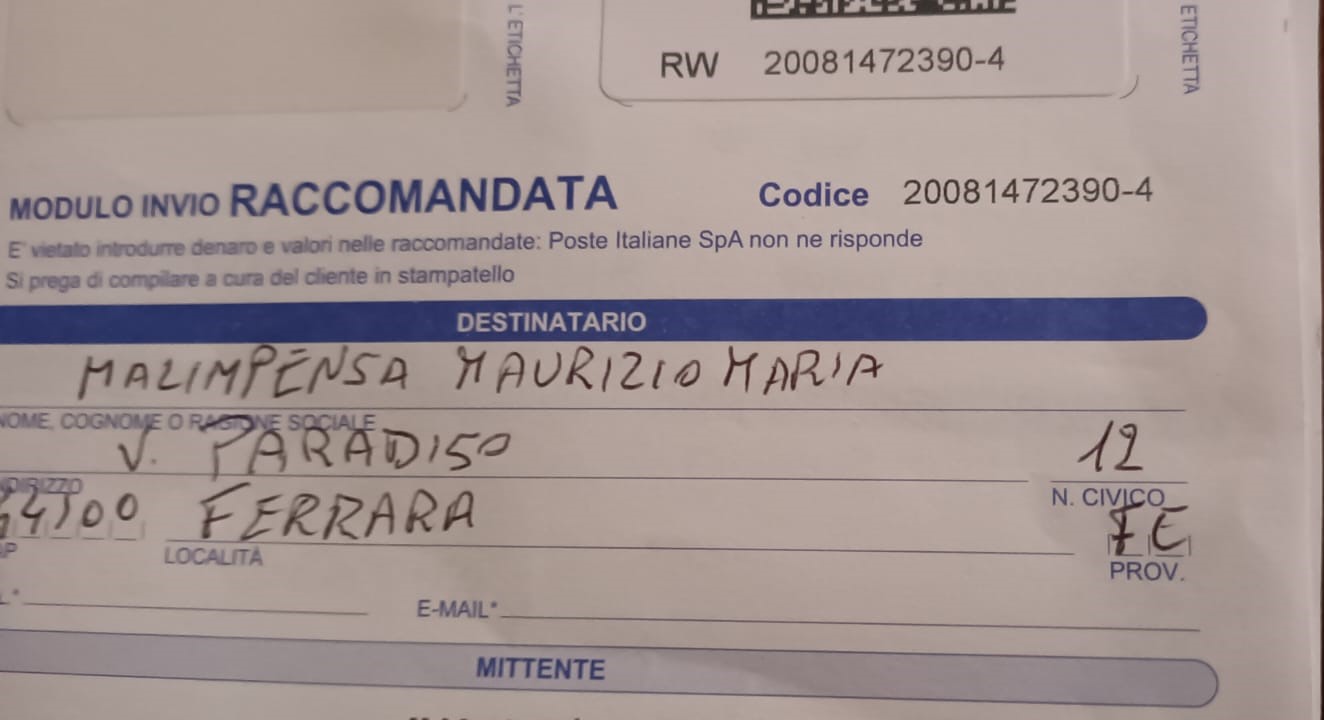 L'ETICHETTA
ETICHETTA
RW 20081472390-4
MODULO INVIO RACCOMANDATA Codice 20081472390-4
E' vietato introdurre denaro e valori nelle raccomandate: Poste Italiane SpA non ne risponde
Si prega di compilare a cura del cliente in stampatello
DESTINATARIO
MALIMPENSA MAURIZIO MARIA
NOME, COGNOME O RAGIONE SOCIALE
V. PARADISO 12
DIRIZZO N. CIVICO
44100 FERRARA FE
AP LOCALITÀ PROV.
L* E-MAIL*
MITTENTE